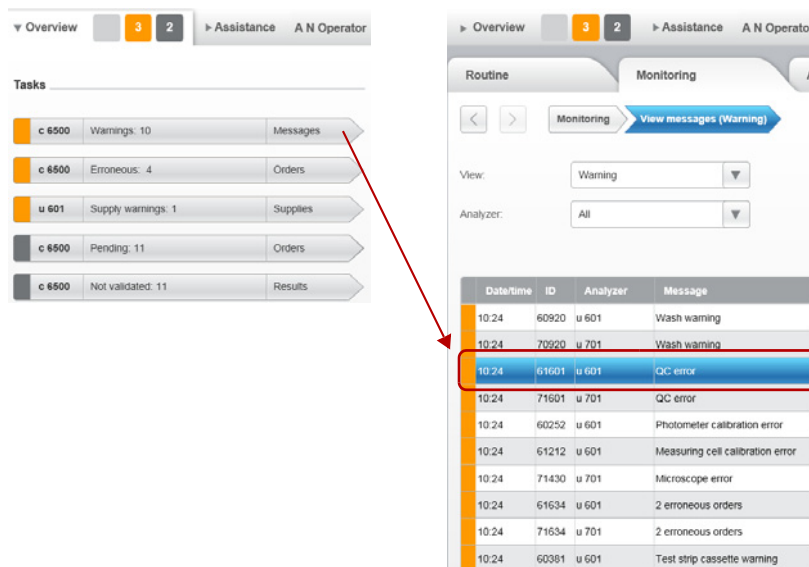 Overview 3 2 Assistance A N Operator
Tasks
c 6500 Warnings: 10 Messages
c 6500 Erroneous: 4 Orders
u 601 Supply warnings: 1 Supplies
c 6500 Pending: 11 Orders
c 6500 Not validated: 11 Results
Overview 3 2 Assistance A N Operato
Routine Monitoring A
Monitoring View messages (Warning)
View: Warning
Analyzer: All
Date/time ID Analyzer Message
10:24 60920 u 601 Wash warning
10:24 70920 u 701 Wash warning
10:24 61601 u 601 QC error
10:24 71601 u 701 QC error
10:24 60252 u 601 Photometer calibration error
10:24 61212 u 601 Measuring cell calibration error
10:24 71430 u 701 Microscope error
10:24 61634 u 601 2 erroneous orders
10:24 71634 u 701 2 erroneous orders
10:24 60381 u 601 Test strip cassette warning